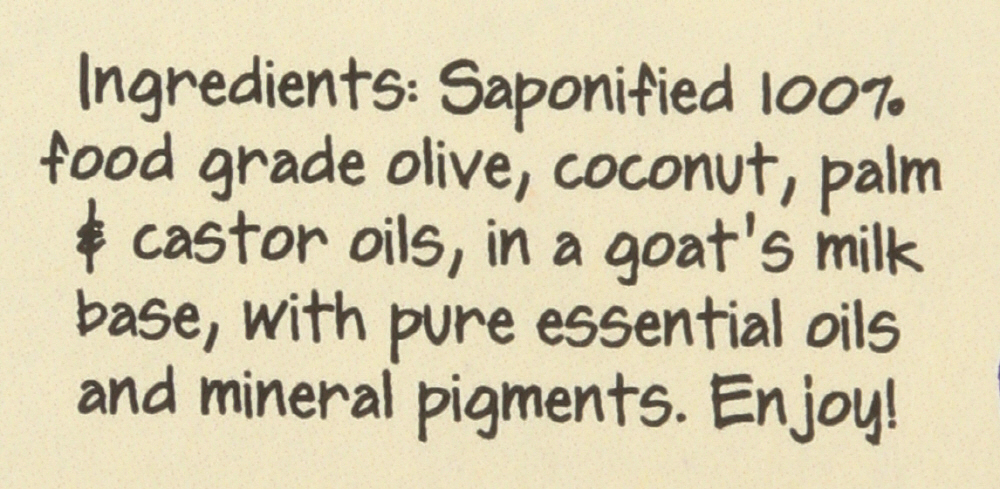 Ingredients: Saponified 100%
food grade olive, coconut, palm
& castor oils, in a goat's milk
base, with pure essential oils
and mineral pigments. Enjoy!